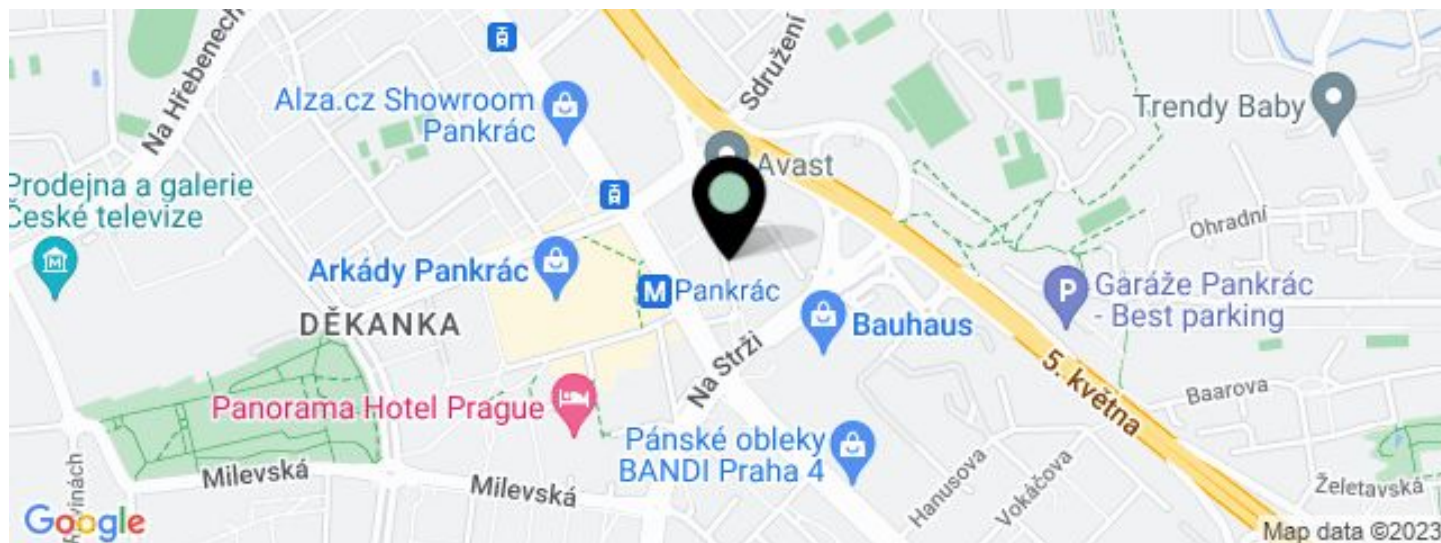 Na Hřebenech
Alza.cz Showroom
Pankrác
Sdružení
Trendy Baby
Avast
Prodejna a galerie
České televize
Ohradní
Arkády Pankrác
M Pankrác
Garáže Pankrác
- Best parking
P
DĚKANKA
Bauhaus
Na Strži
5. května
Baarova
Panorama Hotel Prague
Pánské obleky
BANDI Praha 4
Milevská
Milevská
Hanusova
Vokáčova
Želetavská
Google
Map data ©2023